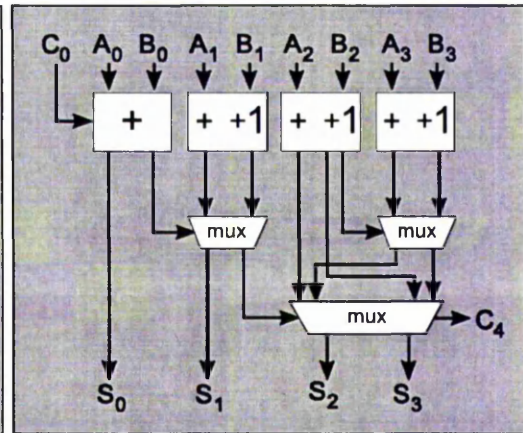 C₀ A₀ B₀ A₁ B₁ A₂ B₂ A₃ B₃
+ + +1 + +1 + +1
mux mux
mux C₄
S₀ S₁ S₂ S₃